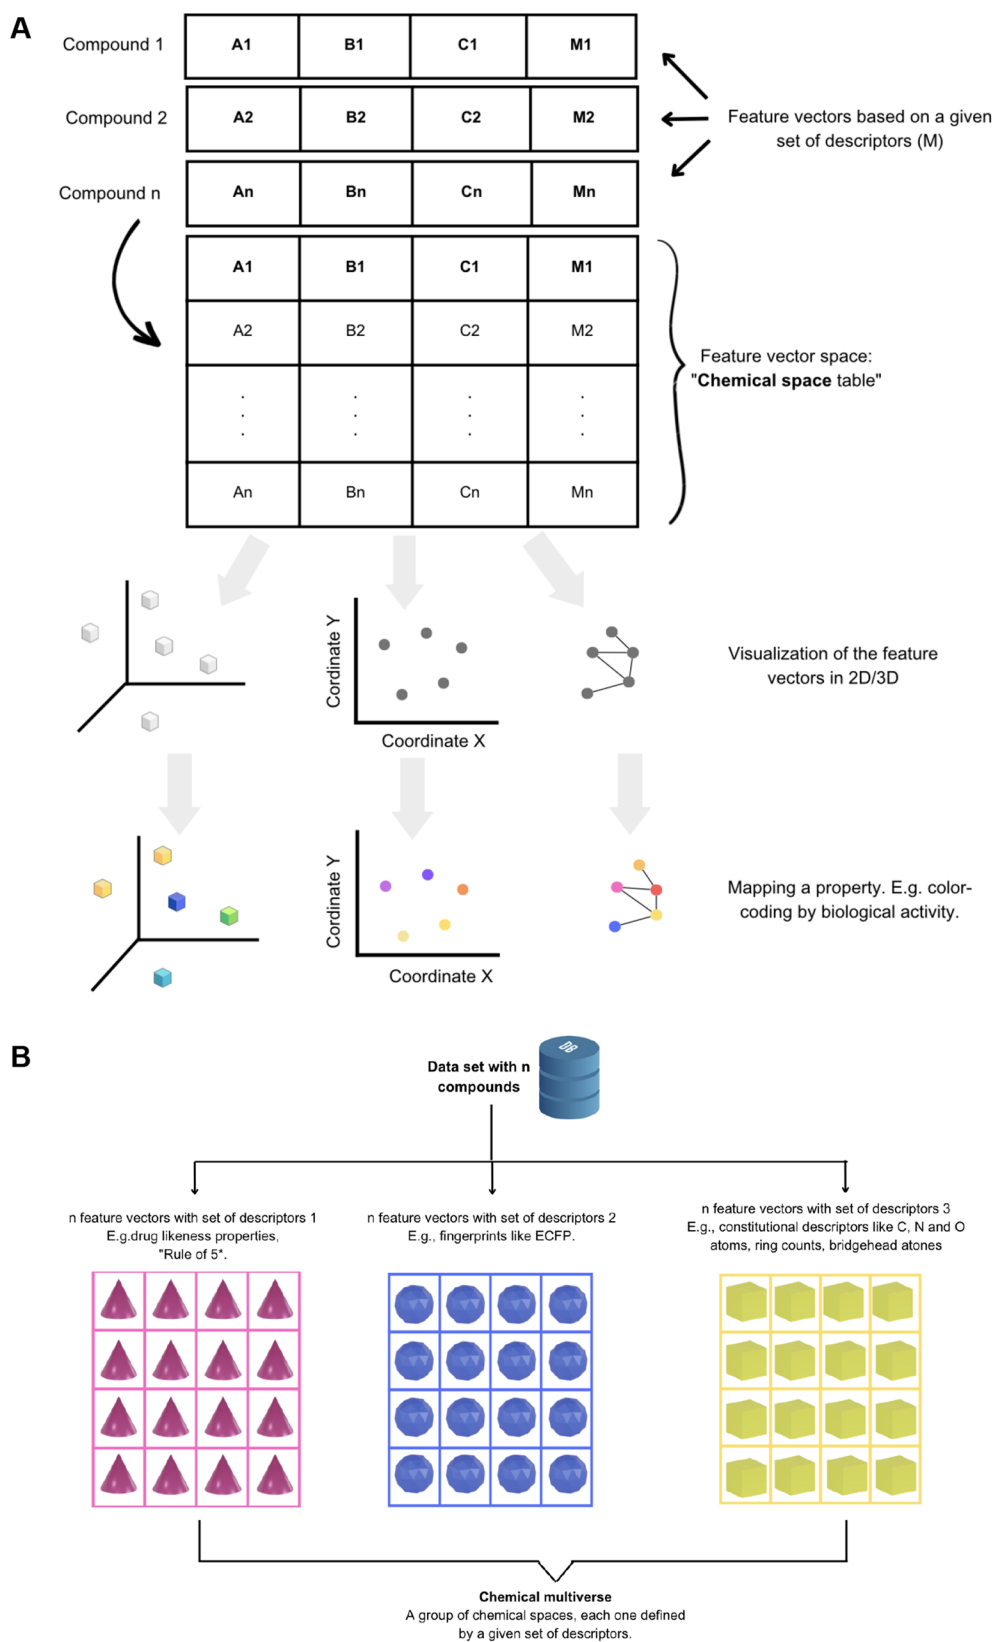 A
Compound 1
A1 B1 C1 M1
Compound 2
A2 B2 C2 M2
Feature vectors based on a given
set of descriptors (M)
Compound n
An Bn Cn Mn
A1 B1 C1 M1
A2 B2 C2 M2
. . . .
. . . .
. . . .
An Bn Cn Mn
Feature vector space:
"Chemical space table"
Cordinate Y
Coordinate X
Visualization of the feature
vectors in 2D/3D
Cordinate Y
Coordinate X
Mapping a property. E.g. color-
coding by biological activity.
B
Data set with n
compounds
DB
n feature vectors with set of descriptors 1
E.g.drug likeness properties,
"Rule of 5".
n feature vectors with set of descriptors 2
E.g., fingerprints like ECFP.
n feature vectors with set of descriptors 3
E.g., constitutional descriptors like C, N and O
atoms, ring counts, bridgehead atones
Chemical multiverse
A group of chemical spaces, each one defined
by a given set of descriptors.